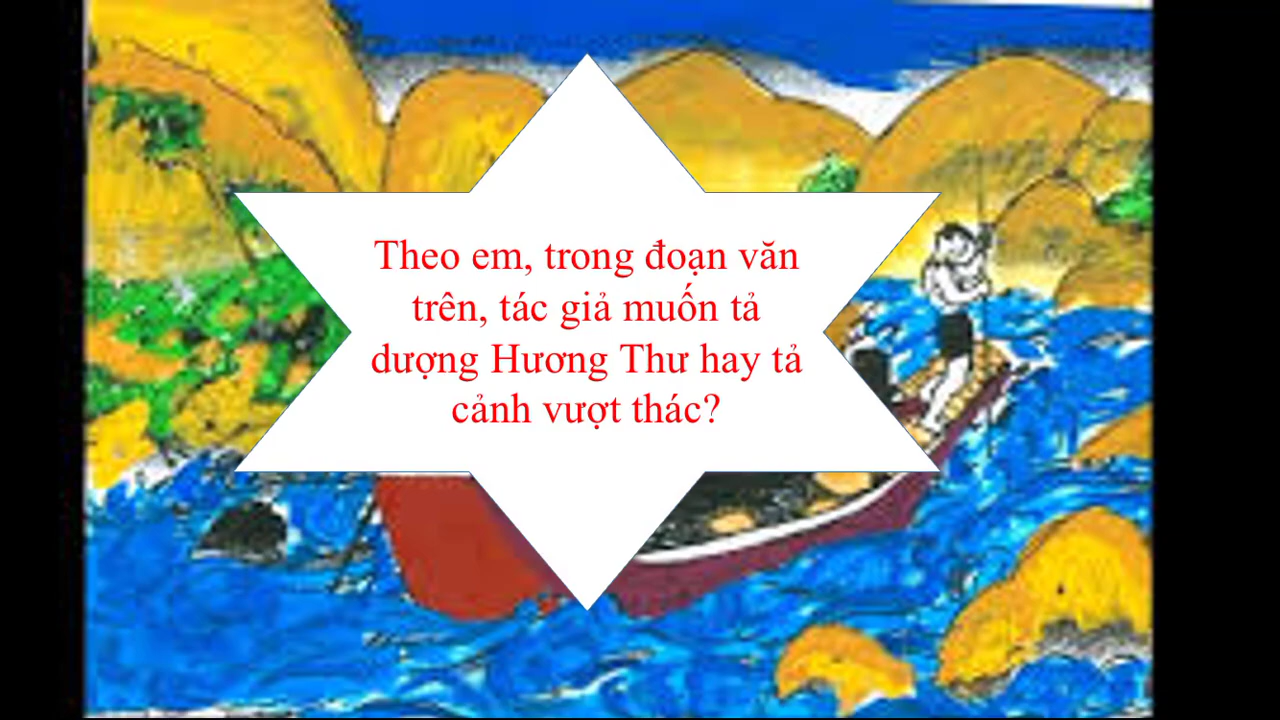 Theo em, trong đoạn văn
trên, tác giả muốn tả
dượng Hương Thư hay tả
cảnh vượt thác?